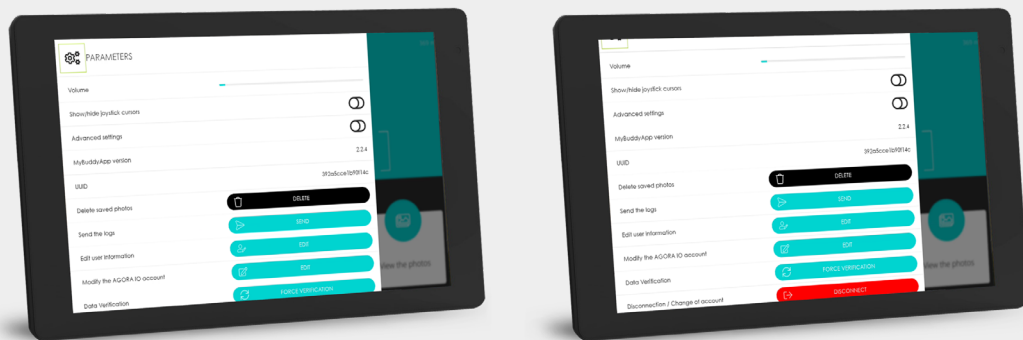 PARAMETERS
Volume
Show/hide joystick cursors
Advanced settings
MyBuddyApp version 2.2.4
UUID 392a5cce1b90f14c
Delete saved photos DELETE
Send the logs SEND
Edit user information EDIT
Modify the AGORA.IO account EDIT
Data Verification FORCE VERIFICATION
View the photos
Volume
Show/hide joystick cursors
Advanced settings
MyBuddyApp version 2.2.4
UUID 392a5cce1b90f14c
Delete saved photos DELETE
Send the logs SEND
Edit user information EDIT
Modify the AGORA.IO account EDIT
Data Verification FORCE VERIFICATION
Disconnection / Change of account DISCONNECT
View the photos